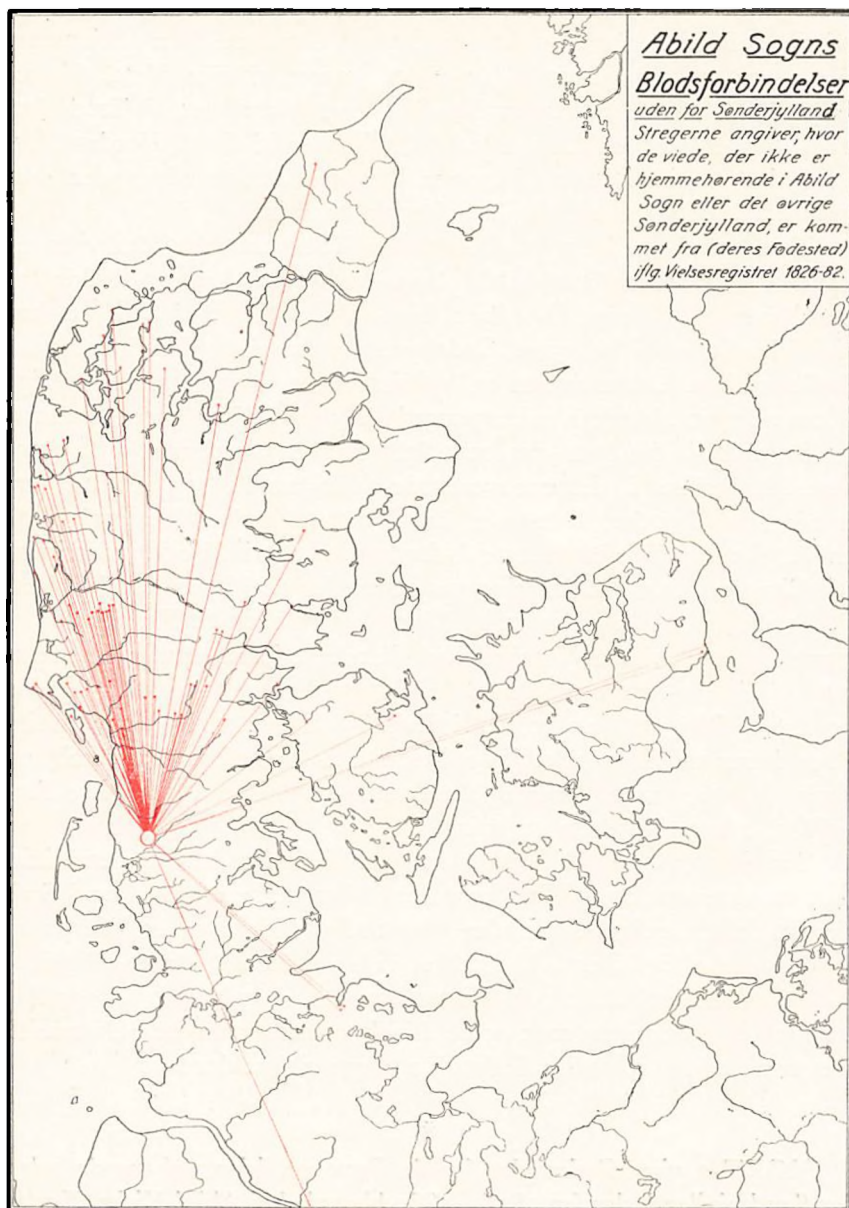 Abild Sogns
Blodsforbindelser
uden for Sønderjylland
Stregerne angiver, hvor
de viede, der ikke er
hjemmehørende i Abild
Sogn eller det øvrige
Sønderjylland, er kom-
met fra (deres Fødested)
iflg. Vielsesregistret 1826-82.